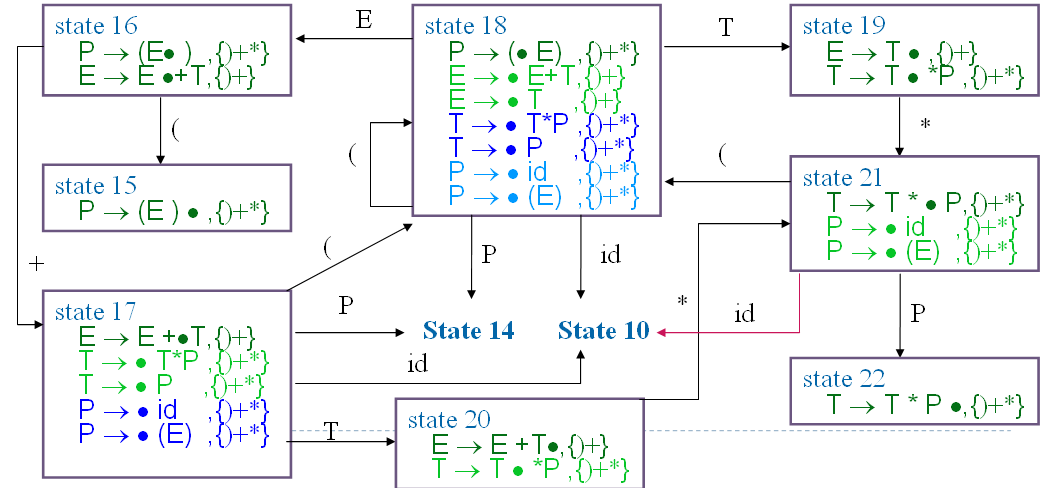 state 16
P → (E● ) ,{)+*}
E → E ●+T,{)+}
E
state 18
P → (● E) ,{)+*}
E → ● E+T,{)+}
E → ● T ,{)+}
T → ● T*P ,{)+*}
T → ● P ,{)+*}
P → ● id ,{)+*}
P → ● (E) ,{)+*}
T
state 19
E → T ● ,{)+}
T → T ● *P ,{)+*}
(
(
*
(
state 15
P → (E ) ● ,{)+*}
state 21
T → T * ● P,{)+*}
P → ● id ,{)+*}
P → ● (E) ,{)+*}
+
(
P
id
state 17
E → E +●T,{)+}
T → ● T*P ,{)+*}
T → ● P ,{)+*}
P → ● id ,{)+*}
P → ● (E) ,{)+*}
P
State 14
State 10
*
id
P
id
state 22
T → T * P ●,{)+*}
T
state 20
E → E +T●,{)+}
T → T ● *P,{)+*}